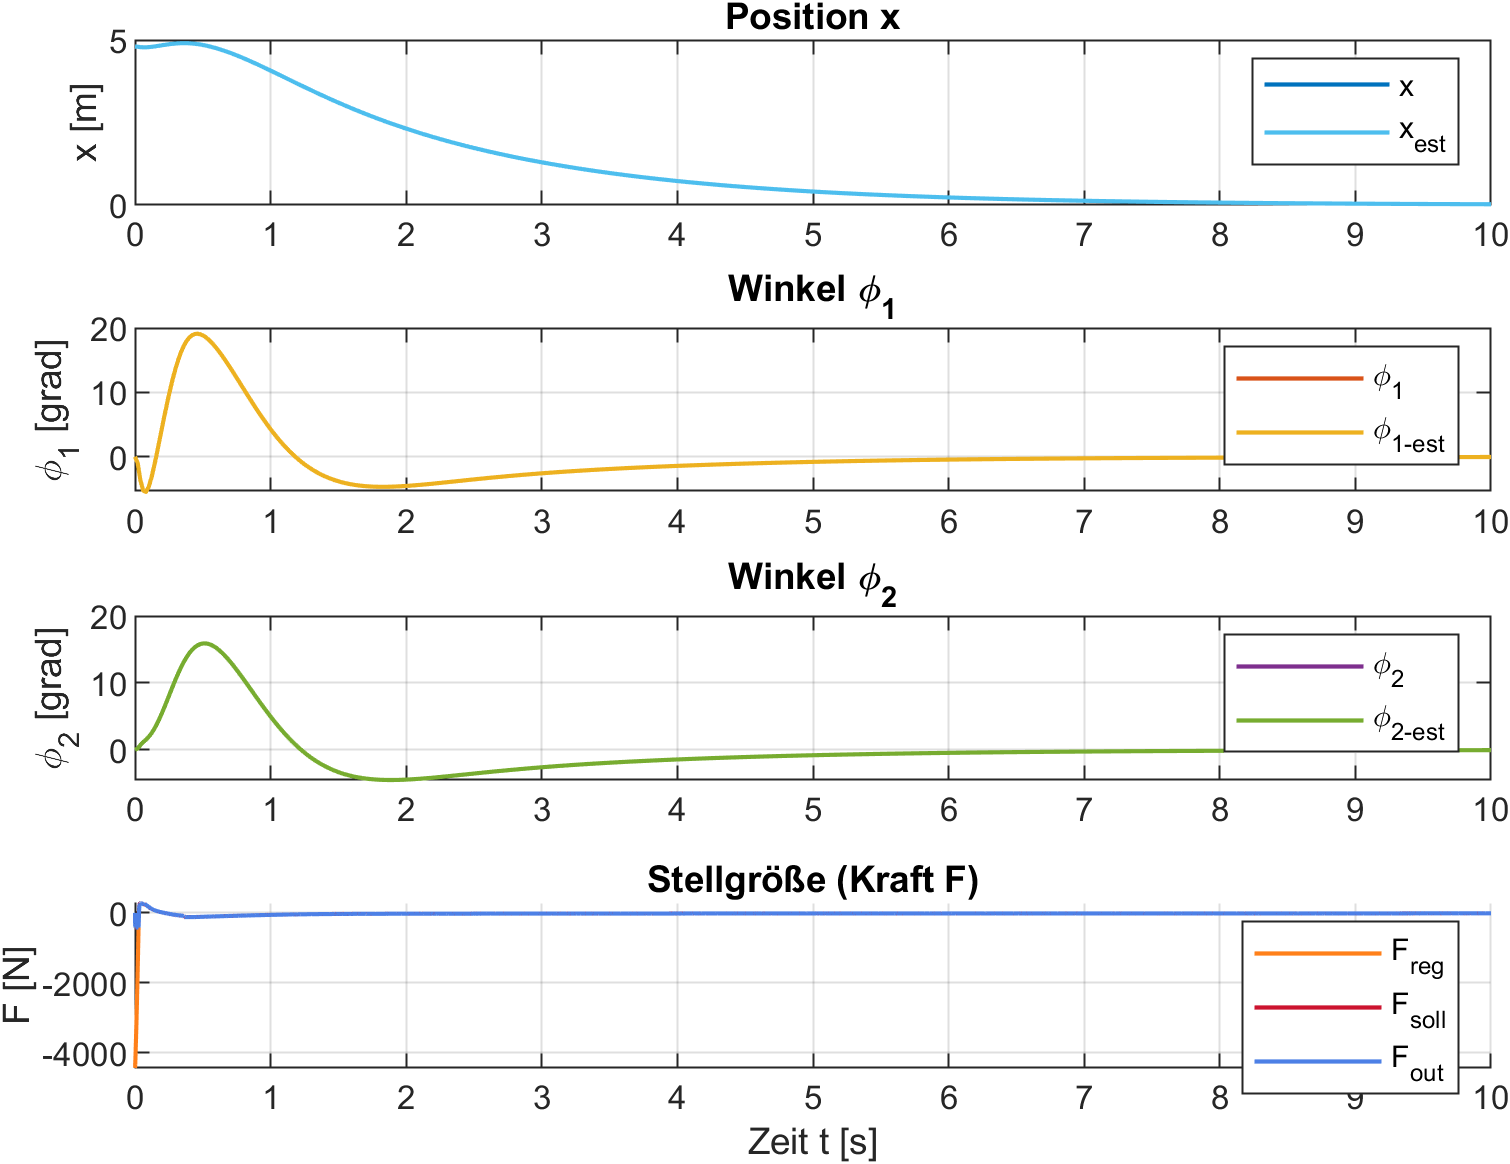 Position x
5
0
x [m]
x
x_est
0 1 2 3 4 5 6 7 8 9 10
Winkel ϕ_1
20
10
0
ϕ_1 [grad]
ϕ_1
ϕ_1-est
0 1 2 3 4 5 6 7 8 9 10
Winkel ϕ_2
20
10
0
ϕ_2 [grad]
ϕ_2
ϕ_2-est
0 1 2 3 4 5 6 7 8 9 10
Stellgröße (Kraft F)
0
-2000
-4000
F [N]
F_reg
F_soll
F_out
0 1 2 3 4 5 6 7 8 9 10
Zeit t [s]